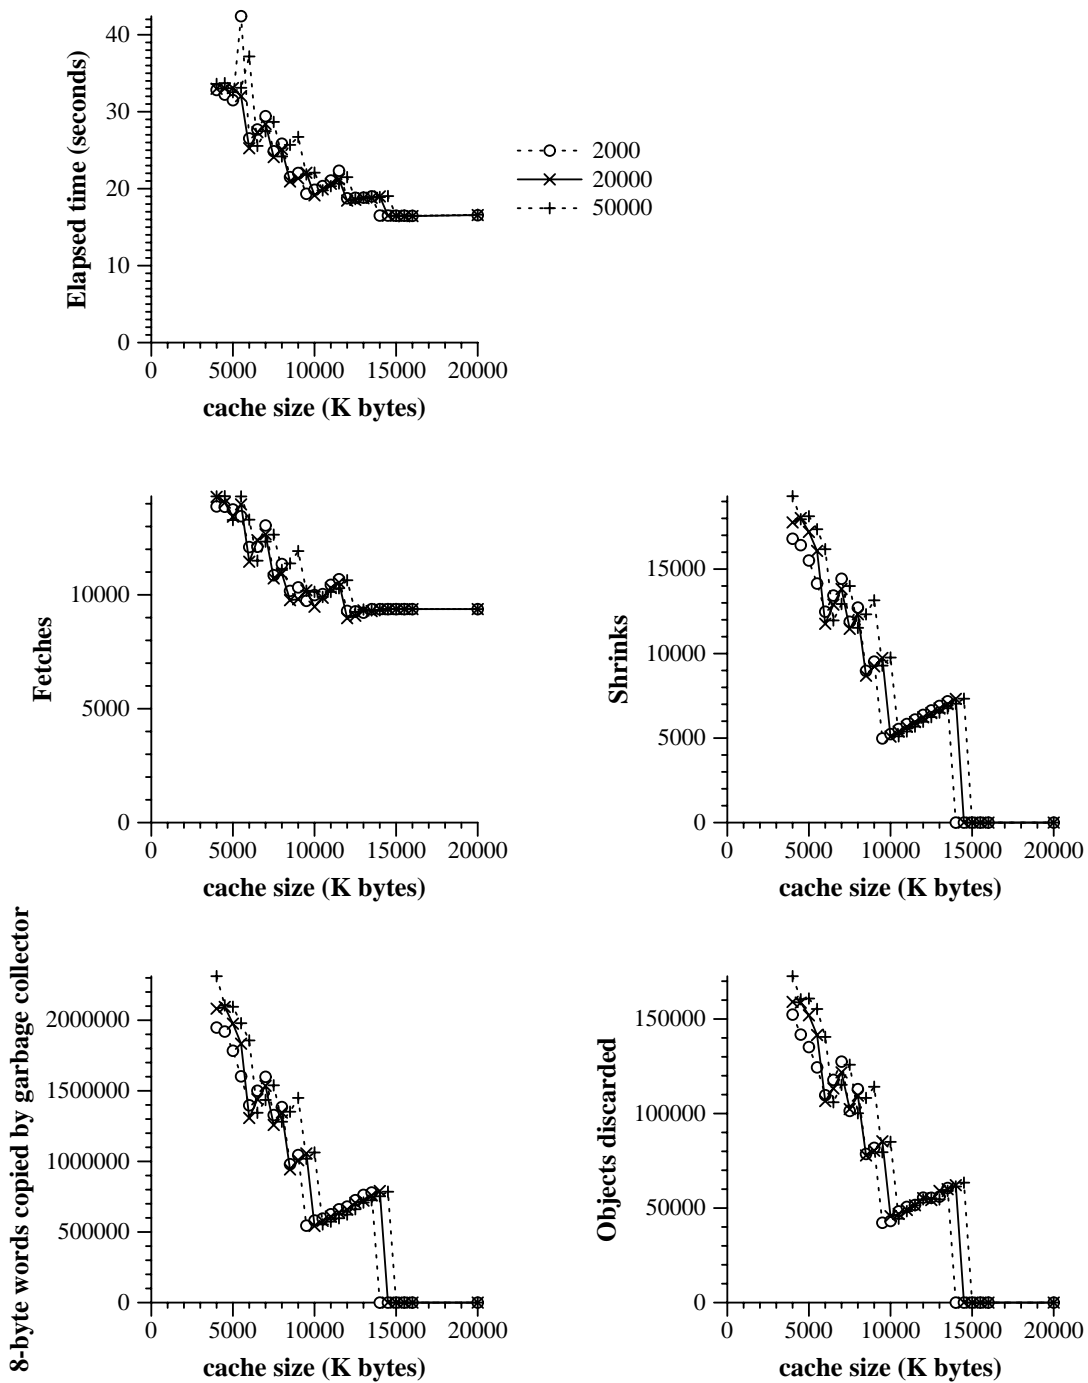 Elapsed time (seconds)
40
30
20
10
0
0 5000 10000 15000 20000
cache size (K bytes)
2000
20000
50000
Fetches
10000
5000
0
0 5000 10000 15000 20000
cache size (K bytes)
Shrinks
15000
10000
5000
0
0 5000 10000 15000 20000
cache size (K bytes)
8-byte words copied by garbage collector
2000000
1500000
1000000
500000
0
0 5000 10000 15000 20000
cache size (K bytes)
Objects discarded
150000
100000
50000
0
0 5000 10000 15000 20000
cache size (K bytes)